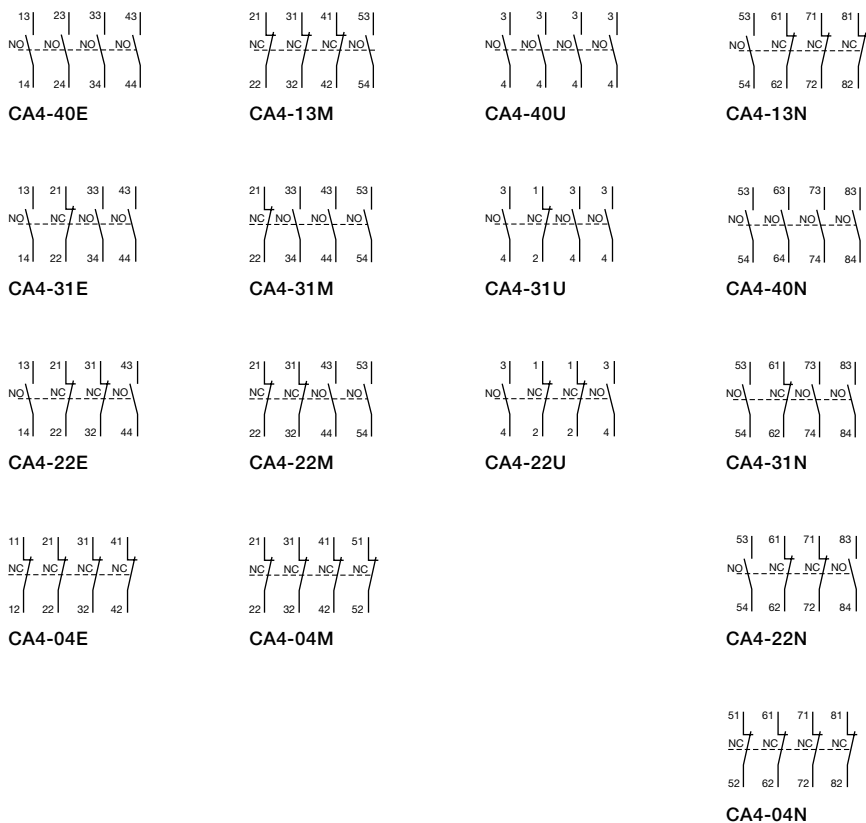 13 23 33 43
NO NO NO NO
14 24 34 44
CA4-40E
21 31 41 53
NC NC NC NO
22 32 42 54
CA4-13M
3 3 3 3
NO NO NO NO
4 4 4 4
CA4-40U
53 61 71 81
NO NC NC NC
54 62 72 82
CA4-13N
13 21 33 43
NO NC NO NO
14 22 34 44
CA4-31E
21 33 43 53
NC NO NO NO
22 34 44 54
CA4-31M
3 1 3 3
NO NC NO NO
4 2 4 4
CA4-31U
53 63 73 83
NO NO NO NO
54 64 74 84
CA4-40N
13 21 31 43
NO NC NC NO
14 22 32 44
CA4-22E
21 31 43 53
NC NC NO NO
22 32 44 54
CA4-22M
3 1 1 3
NO NC NC NO
4 2 2 4
CA4-22U
53 61 73 83
NO NC NO NO
54 62 74 84
CA4-31N
11 21 31 41
NC NC NC NC
12 22 32 42
CA4-04E
21 31 41 51
NC NC NC NC
22 32 42 52
CA4-04M
53 61 71 83
NO NC NC NO
54 62 72 84
CA4-22N
51 61 71 81
NC NC NC NC
52 62 72 82
CA4-04N